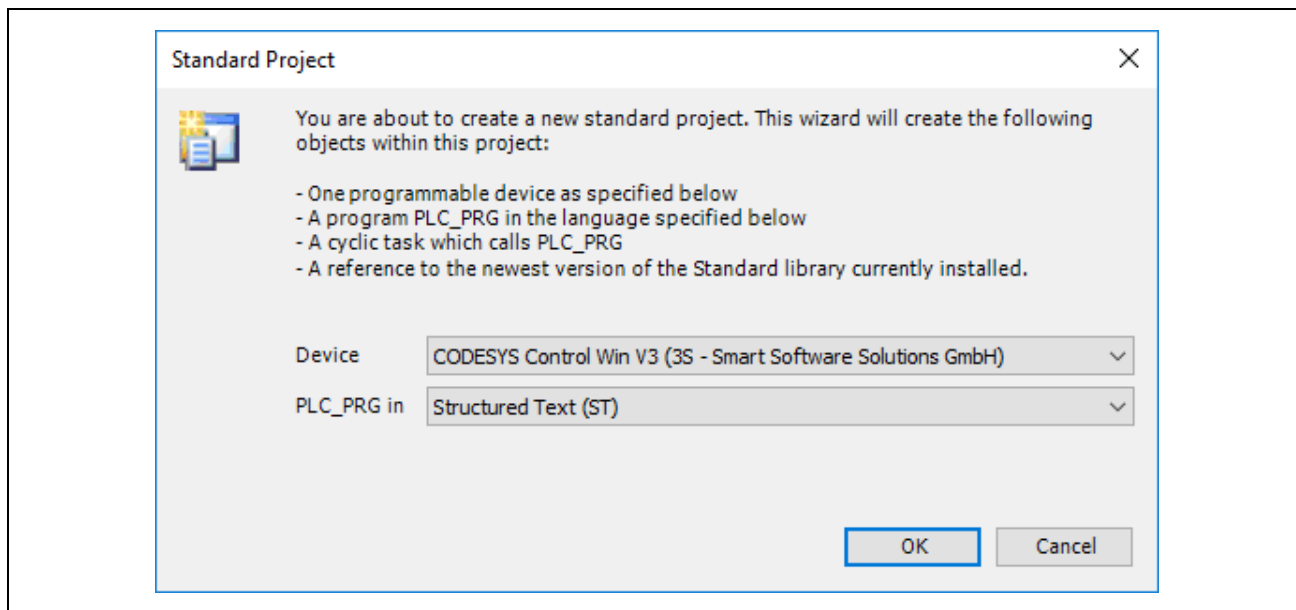 Standard Project
You are about to create a new standard project. This wizard will create the following
objects within this project:
- One programmable device as specified below
- A program PLC_PRG in the language specified below
- A cyclic task which calls PLC_PRG
- A reference to the newest version of the Standard library currently installed.
Device CODESYS Control Win V3 (3S - Smart Software Solutions GmbH)
PLC_PRG in Structured Text (ST)
OK Cancel